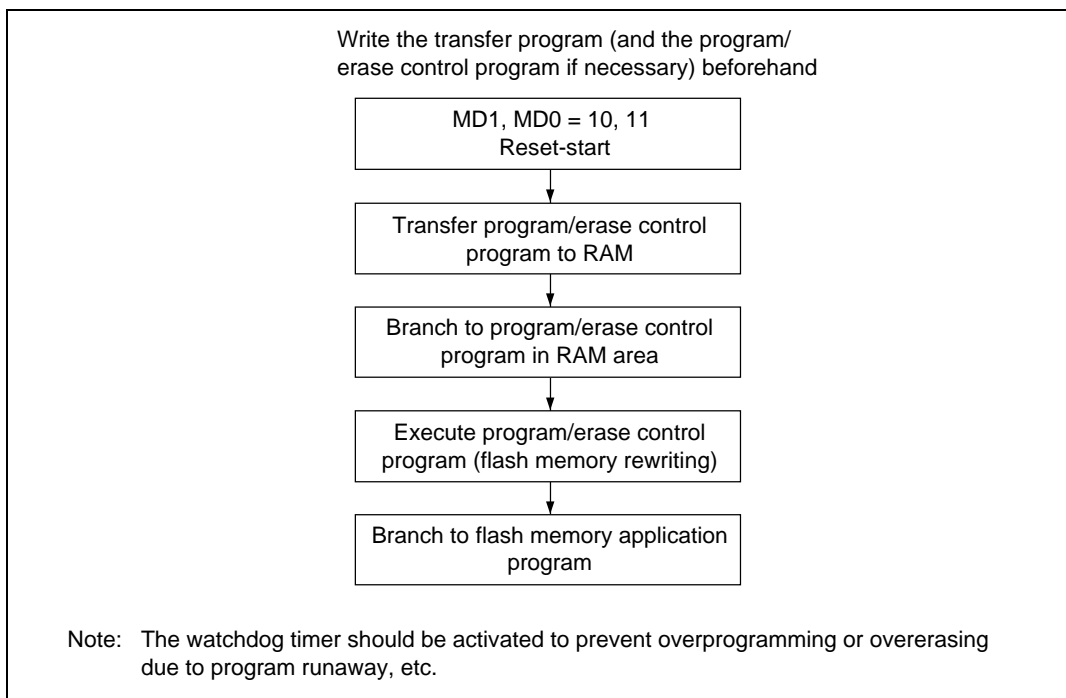 Write the transfer program (and the program/
erase control program if necessary) beforehand
MD1, MD0 = 10, 11
Reset-start
Transfer program/erase control
program to RAM
Branch to program/erase control
program in RAM area
Execute program/erase control
program (flash memory rewriting)
Branch to flash memory application
program
Note: The watchdog timer should be activated to prevent overprogramming or overerasing
due to program runaway, etc.